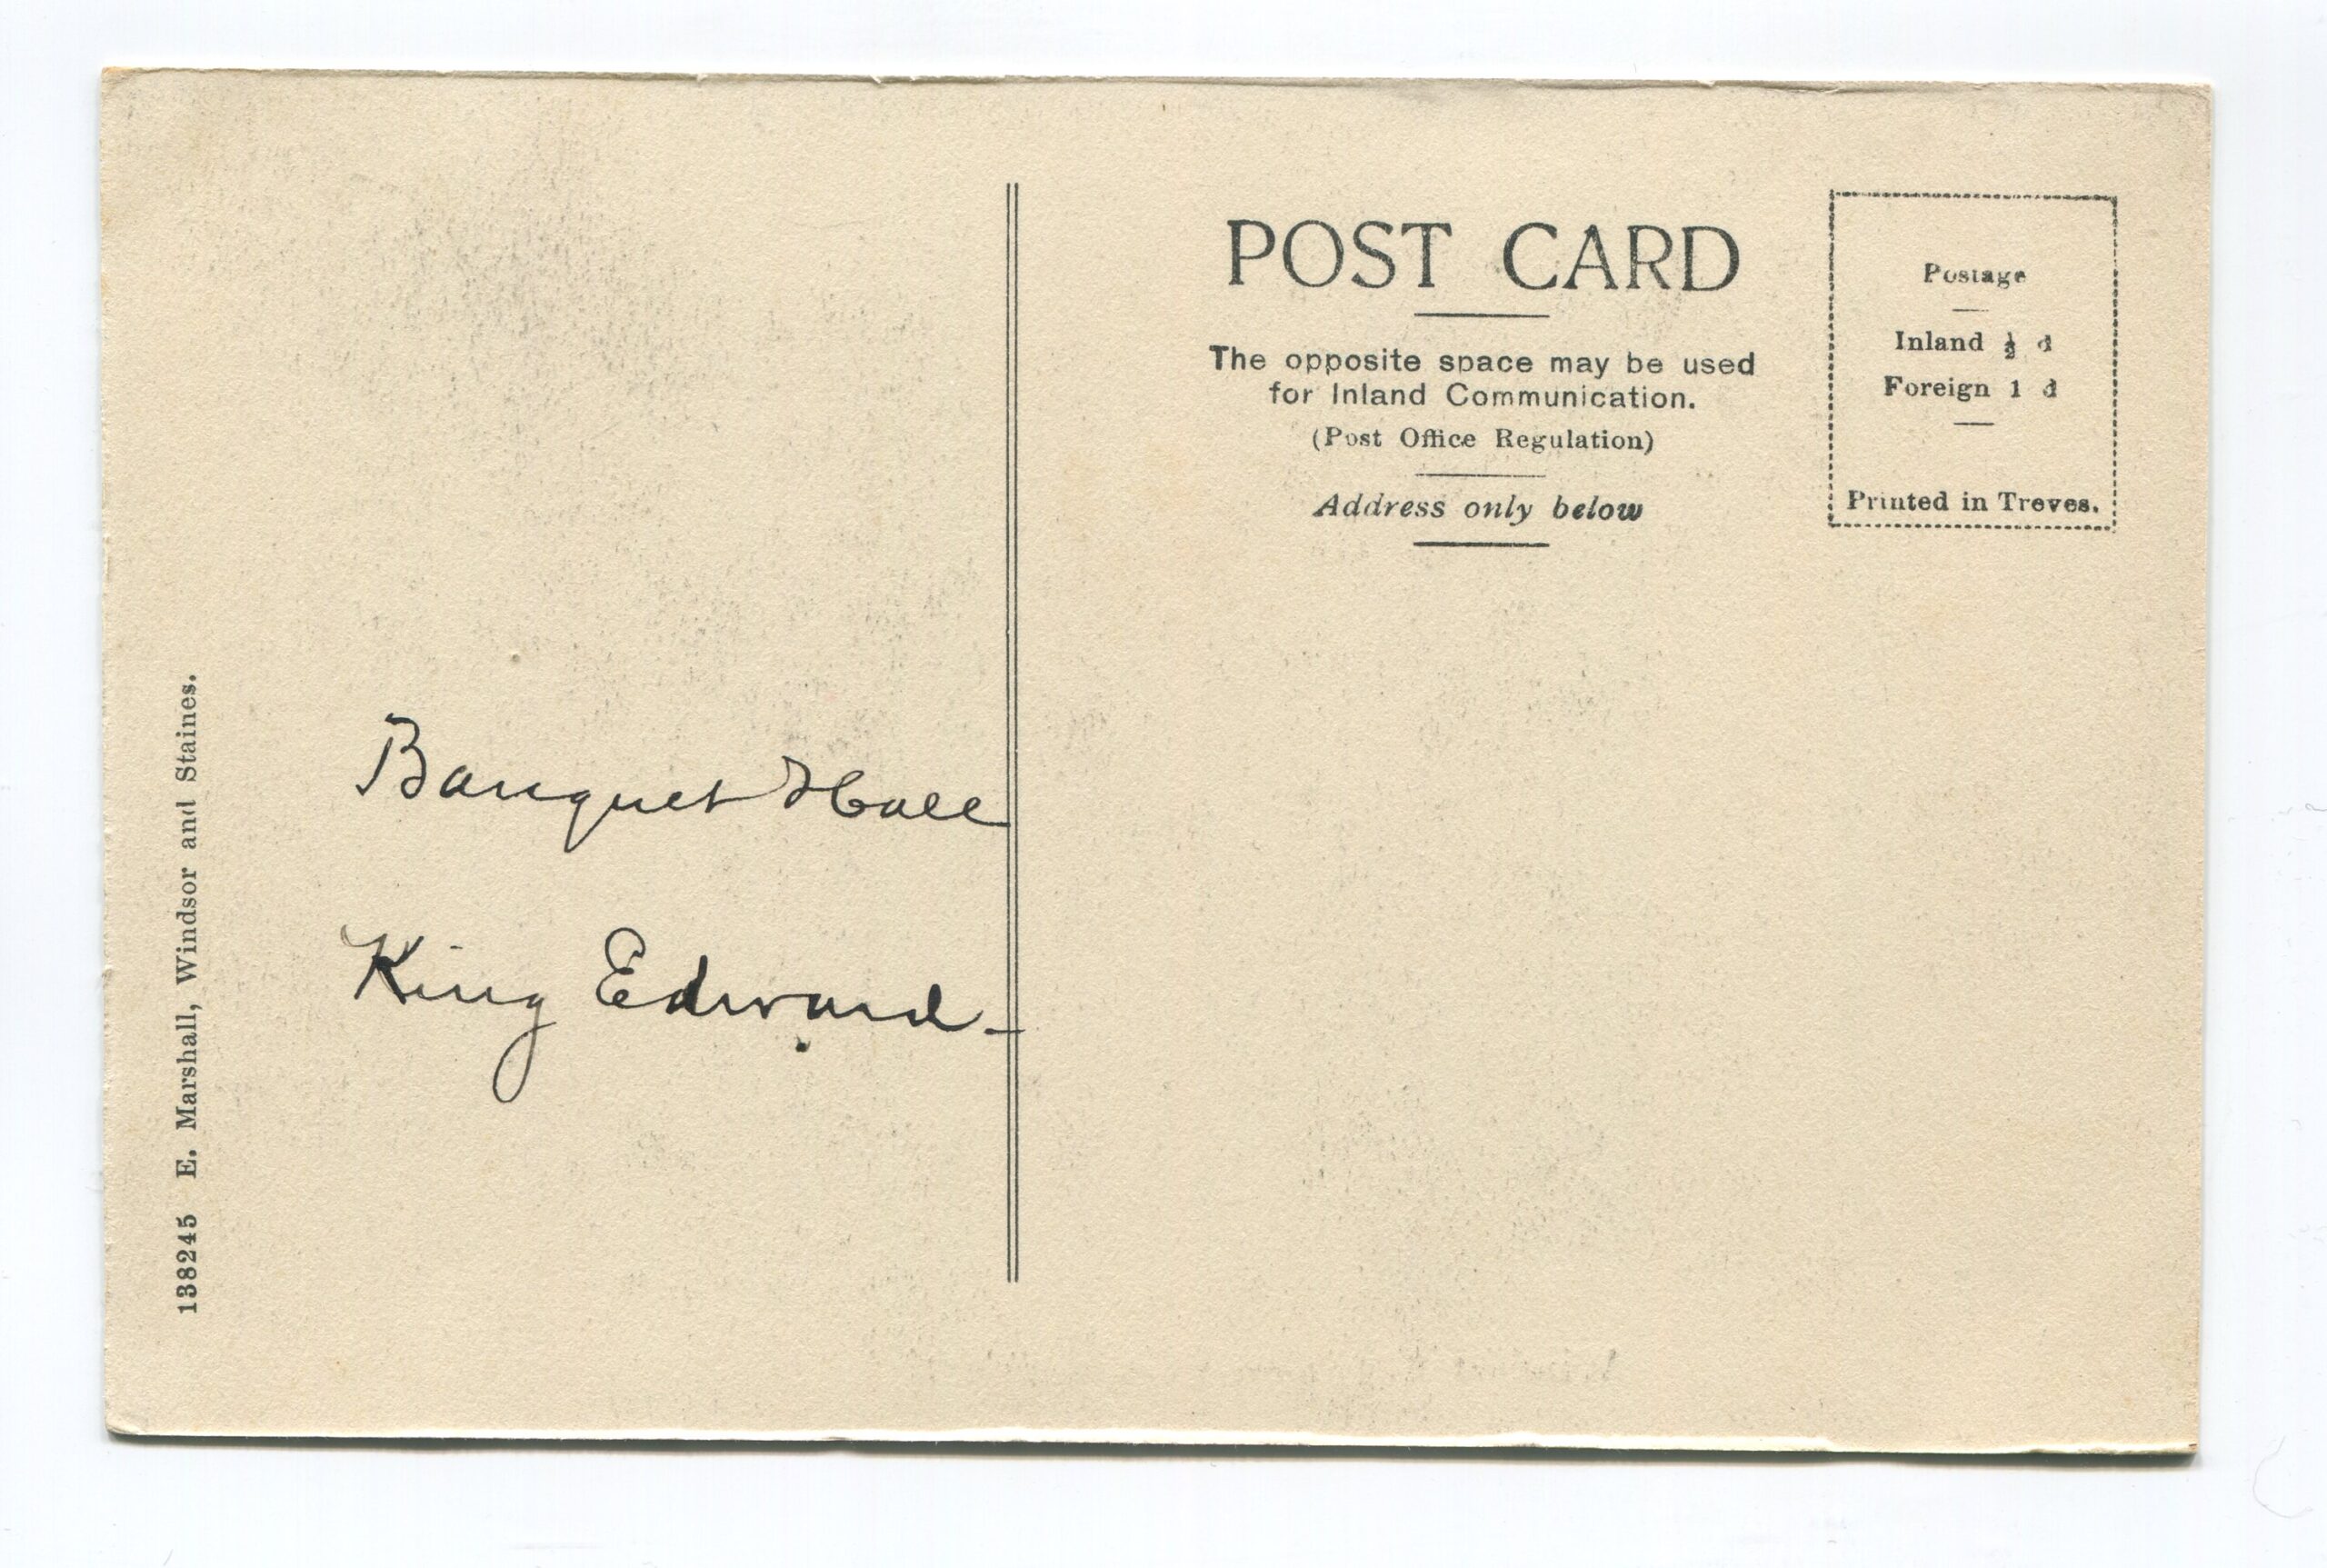 138245 E. Marshall, Windsor and Staines.
Banquet Hall
King Edward-
POST CARD
The opposite space may be used
for Inland Communication.
(Post Office Regulation)
Address only below
Postage
Inland ½ d
Foreign 1 d
Printed in Treves.